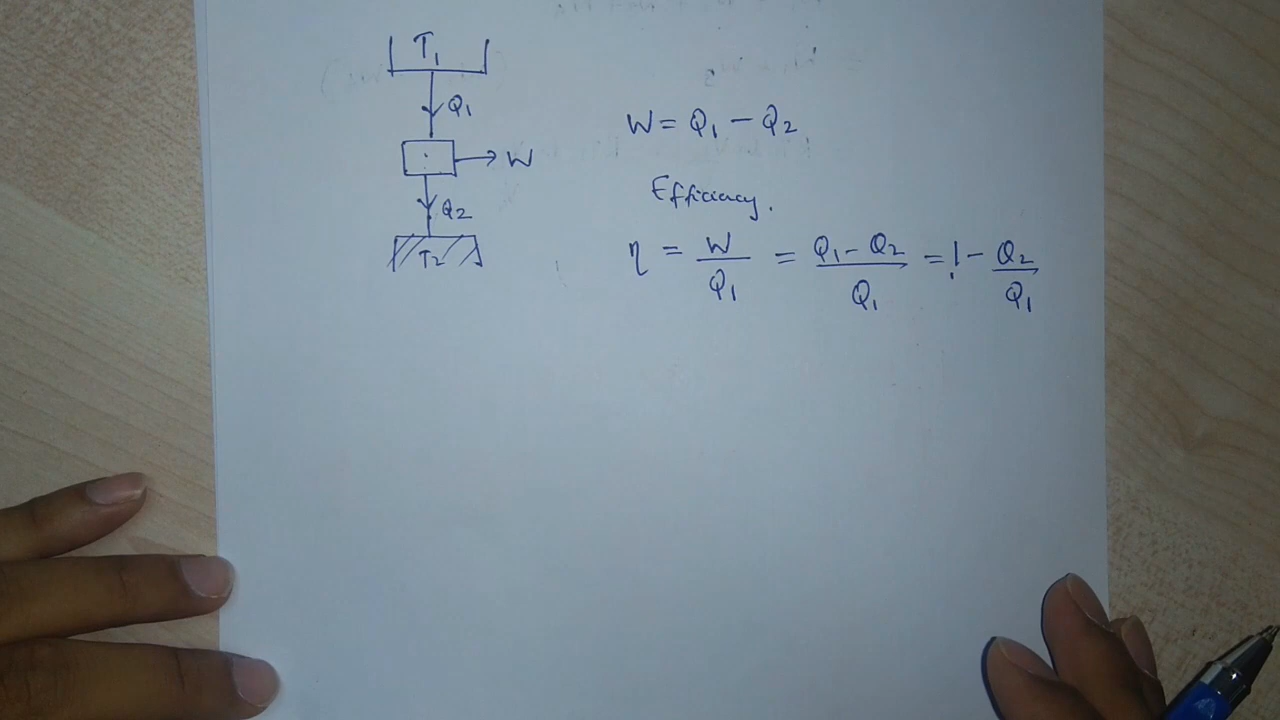 T₁
Q₁
W
Q₂
T₂
W = Q₁ − Q₂
Efficiency.
η = W/Q₁ = Q₁ − Q₂/Q₁ = 1 − Q₂/Q₁